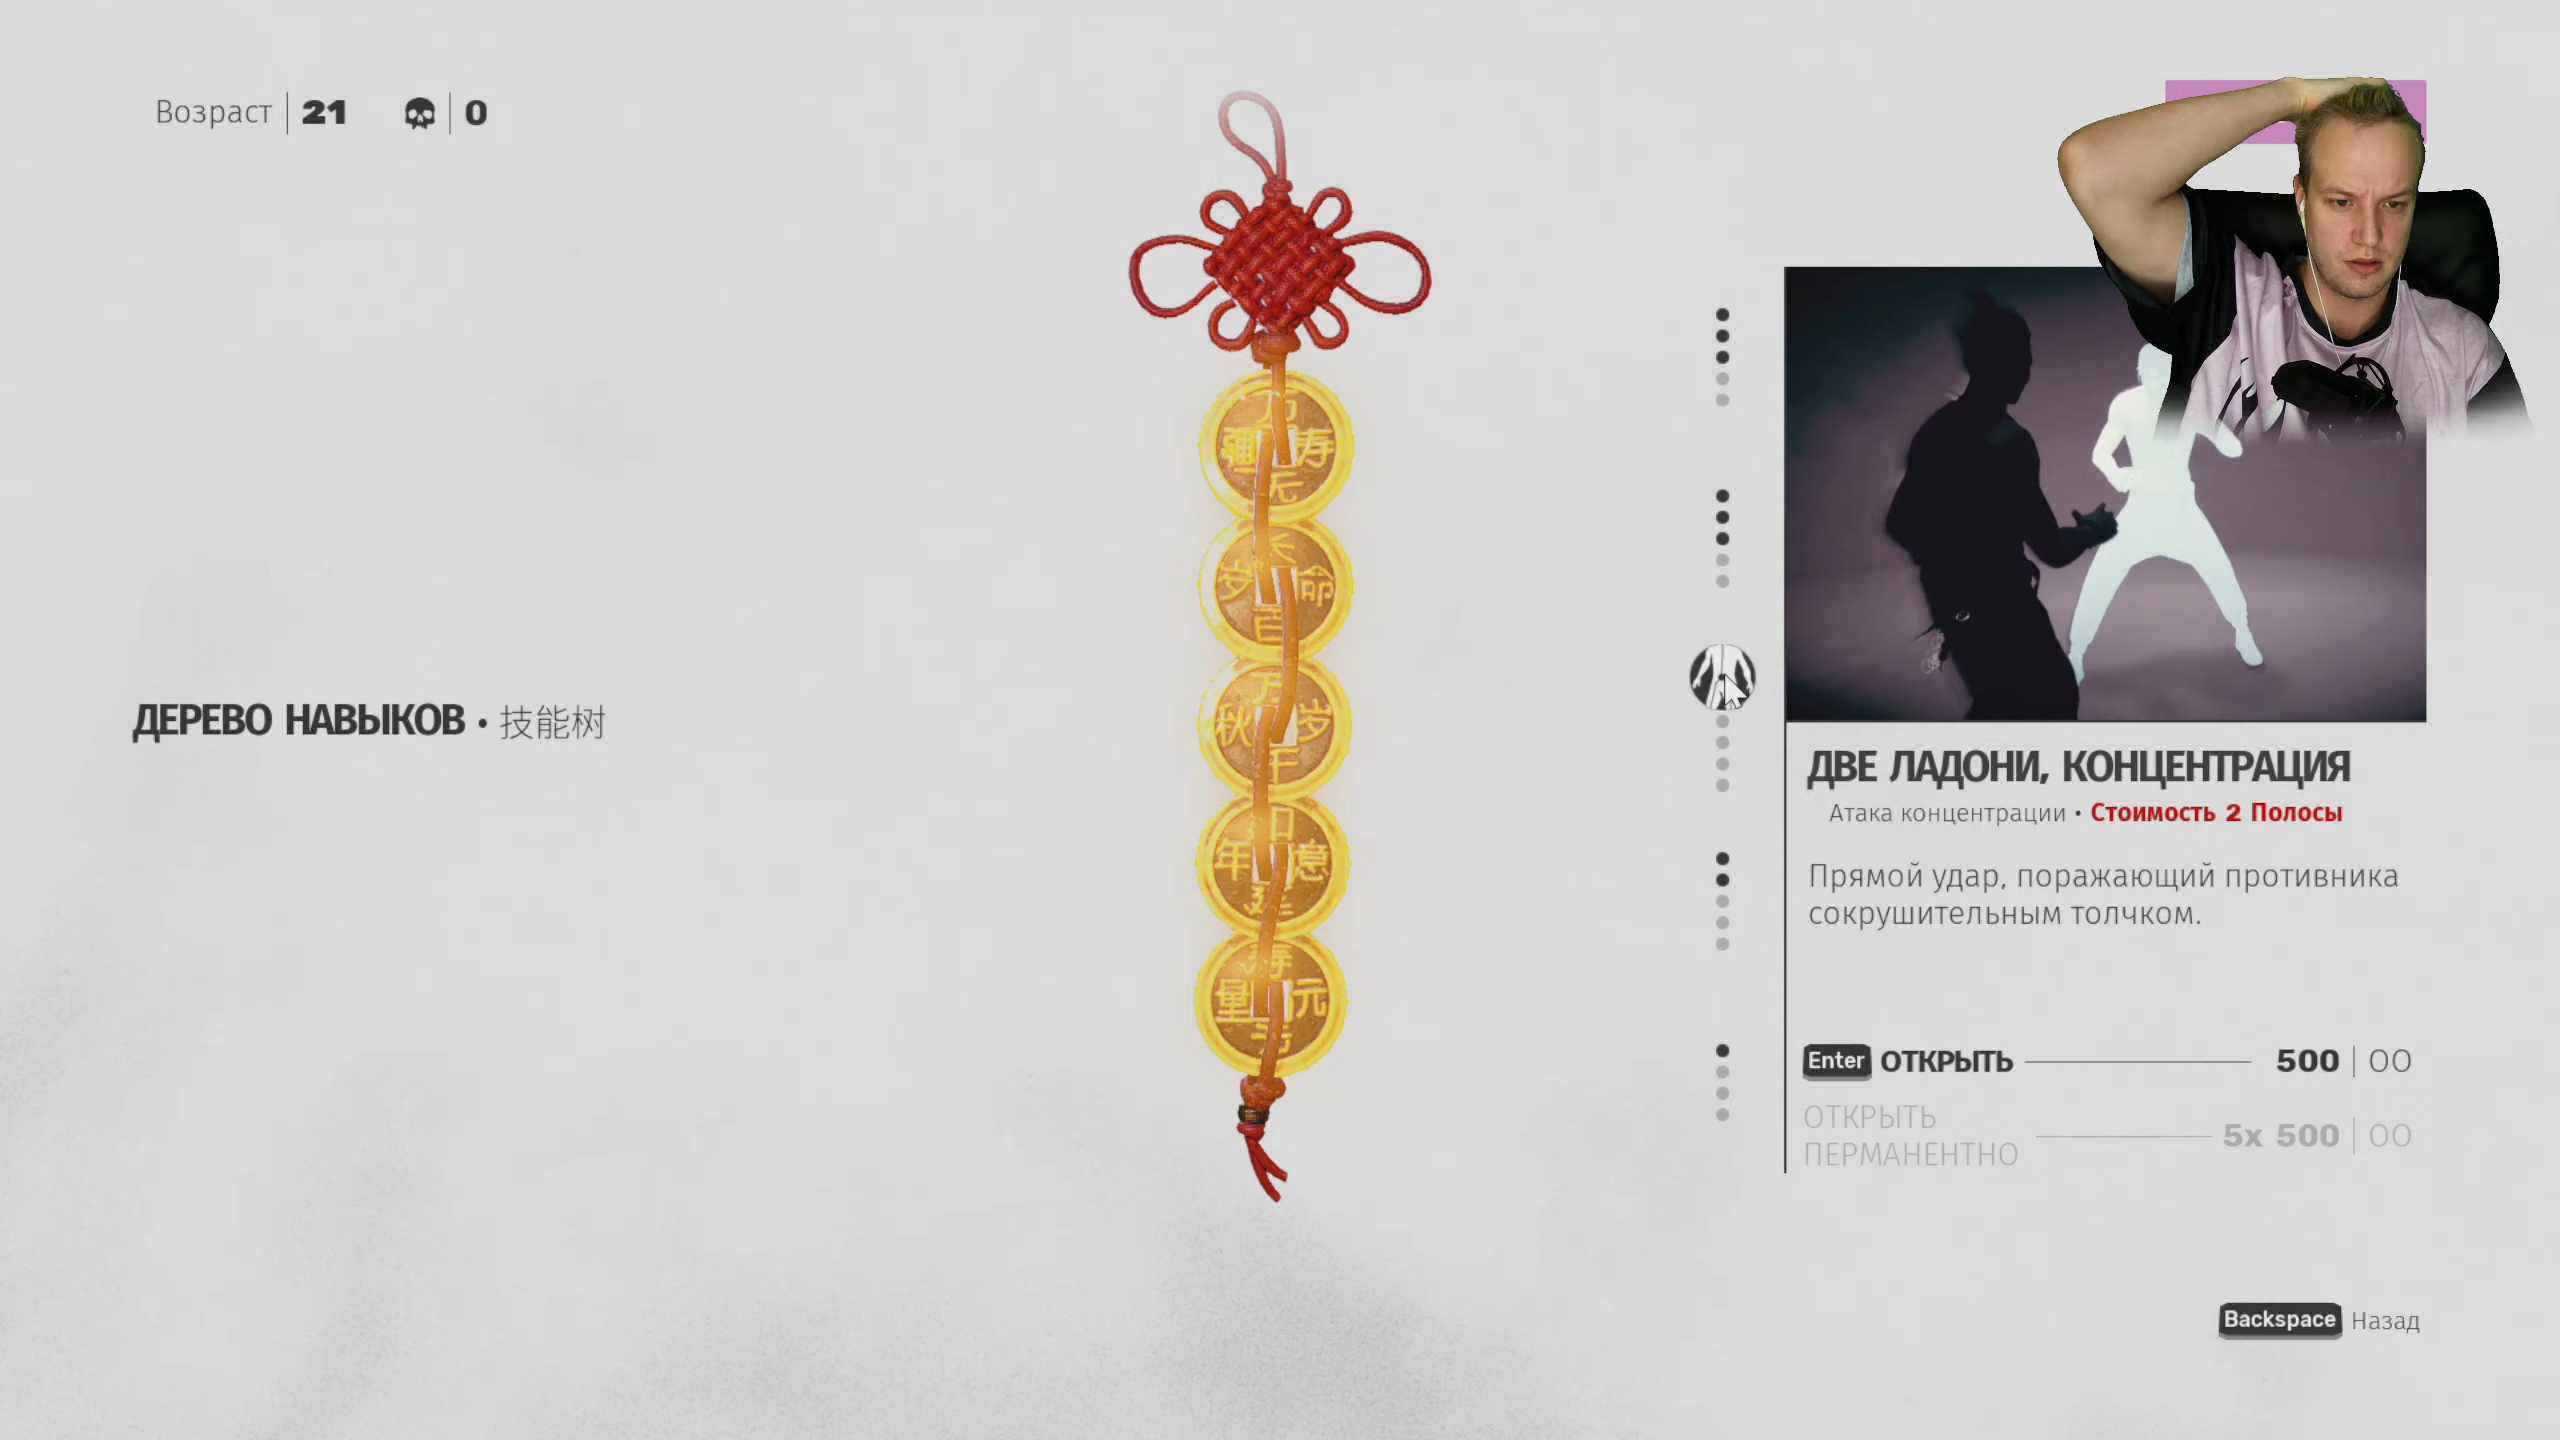 Возраст 21 0
ДЕРЕВО НАВЫКОВ • 技能树
ДВЕ ЛАДОНИ, КОНЦЕНТРАЦИЯ
Атака концентрации • Стоимость 2 Полосы
Прямой удар, поражающий противника
сокрушительным толчком.
Enter ОТКРЫТЬ 500 | 00
ОТКРЫТЬ
ПЕРМАНЕНТНО 5x 500 | 00
Backspace Назад